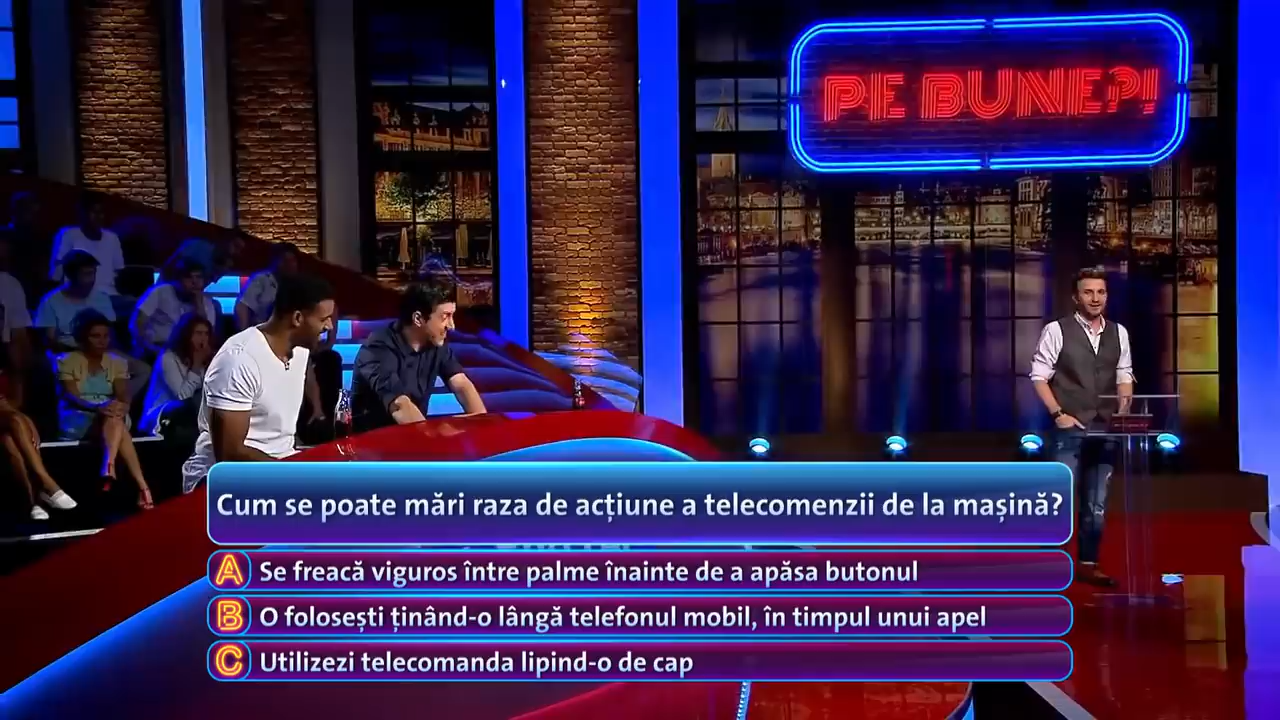 PE BUNE?!
Cum se poate mări raza de acțiune a telecomenzii de la mașină?
A Se freacă viguros între palme înainte de a apăsa butonul
B O folosești ținând-o lângă telefonul mobil, în timpul unui apel
C Utilizezi telecomanda lipind-o de cap